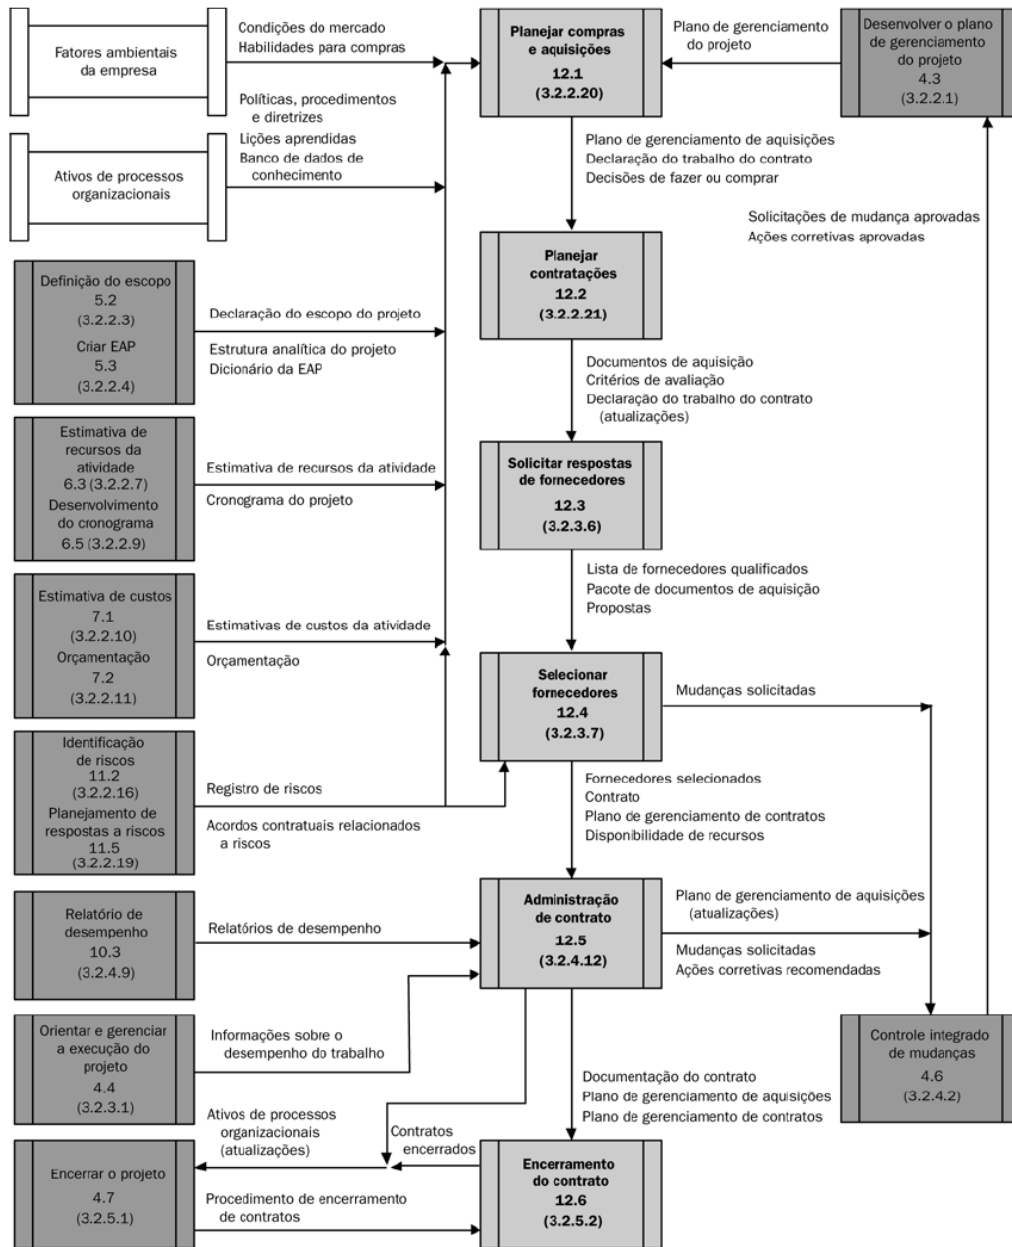 Fatores ambientais
da empresa
Condições do mercado
Habilidades para compras
Planejar compras
e aquisições
12.1
(3.2.2.20)
Plano de gerenciamento
do projeto
Desenvolver o plano
de gerenciamento
do projeto
4.3
(3.2.2.1)
Políticas, procedimentos
e diretrizes
Lições aprendidas
Banco de dados de
conhecimento
Ativos de processos
organizacionais
Plano de gerenciamento de aquisições
Declaração do trabalho do contrato
Decisões de fazer ou comprar
Solicitações de mudança aprovadas
Ações corretivas aprovadas
Planejar
contratações
12.2
(3.2.2.21)
Definição do escopo
5.2
(3.2.2.3)
Criar EAP
5.3
(3.2.2.4)
Declaração do escopo do projeto
Estrutura analítica do projeto
Dicionário da EAP
Documentos de aquisição
Critérios de avaliação
Declaração do trabalho do contrato
(atualizações)
Estimativa de
recursos da
atividade
6.3 (3.2.2.7)
Desenvolvimento
do cronograma
6.5 (3.2.2.9)
Estimativa de recursos da atividade
Cronograma do projeto
Solicitar respostas
de fornecedores
12.3
(3.2.3.6)
Lista de fornecedores qualificados
Pacote de documentos de aquisição
Propostas
Estimativa de custos
7.1
(3.2.2.10)
Orçamentação
7.2
(3.2.2.11)
Estimativas de custos da atividade
Orçamentação
Selecionar
fornecedores
12.4
(3.2.3.7)
Mudanças solicitadas
Identificação
de riscos
11.2
(3.2.2.16)
Planejamento de
respostas a riscos
11.5
(3.2.2.19)
Registro de riscos
Acordos contratuais relacionados
a riscos
Fornecedores selecionados
Contrato
Plano de gerenciamento de contratos
Disponibilidade de recursos
Relatório de
desempenho
10.3
(3.2.4.9)
Relatórios de desempenho
Administração
de contrato
12.5
(3.2.4.12)
Plano de gerenciamento de aquisições
(atualizações)
Mudanças solicitadas
Ações corretivas recomendadas
Orientar e gerenciar
a execução do
projeto
4.4
(3.2.3.1)
Informações sobre o
desempenho do trabalho
Controle integrado
de mudanças
4.6
(3.2.4.2)
Documentação do contrato
Plano de gerenciamento de aquisições
Plano de gerenciamento de contratos
Ativos de processos
organizacionais
(atualizações)
Contratos
encerrados
Encerrar o projeto
4.7
(3.2.5.1)
Procedimento de encerramento
de contratos
Encerramento
do contrato
12.6
(3.2.5.2)